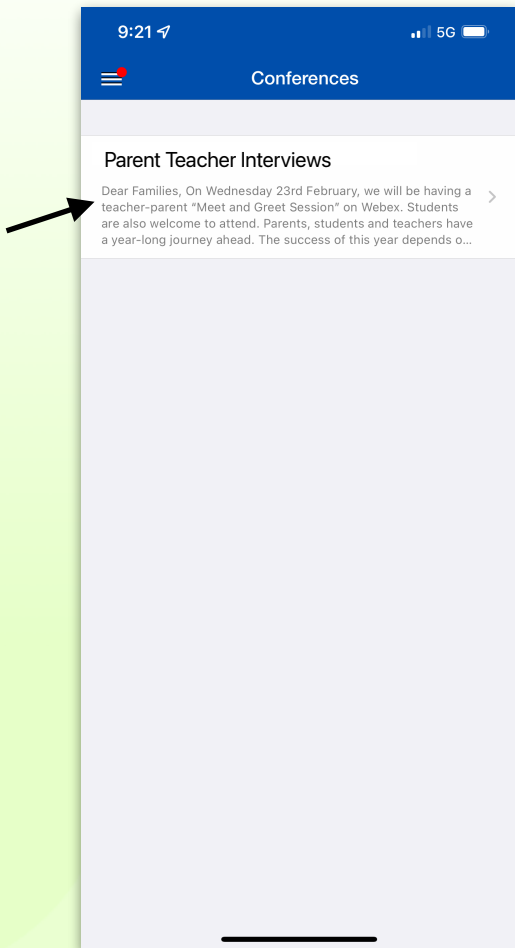 9:21 5G
Conferences
Parent Teacher Interviews
Dear Families, On Wednesday 23rd February, we will be having a
teacher-parent “Meet and Greet Session” on Webex. Students
are also welcome to attend. Parents, students and teachers have
a year-long journey ahead. The success of this year depends o...